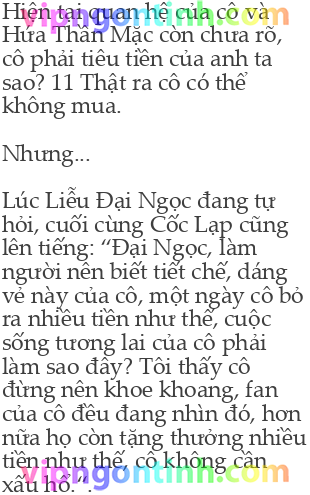 Hiện tại quan hệ của cô và
Hứa Thần Mặc còn chưa rõ,
cô phải tiêu tiền của anh ta
sao? 11 Thật ra cô có thể
không mua.
Nhưng...
Lúc Liễu Đại Ngọc đang tự
hỏi, cuối cùng Cốc Lạp cũng
lên tiếng: “Đại Ngọc, làm
người nên biết tiết chế, dáng
vẻ này của cô, một ngày cô bỏ
ra nhiều tiền như thế, cuộc
sống tương lai của cô phải
làm sao đây? Tôi thấy cô
đừng nên khoe khoang, fan
của cô đều đang nhìn đó, hơn
nữa họ còn tặng thưởng nhiều
tiền như thế, cô không cần
xấu hổ.“.
vipngontinh.com
vipngontinh.com